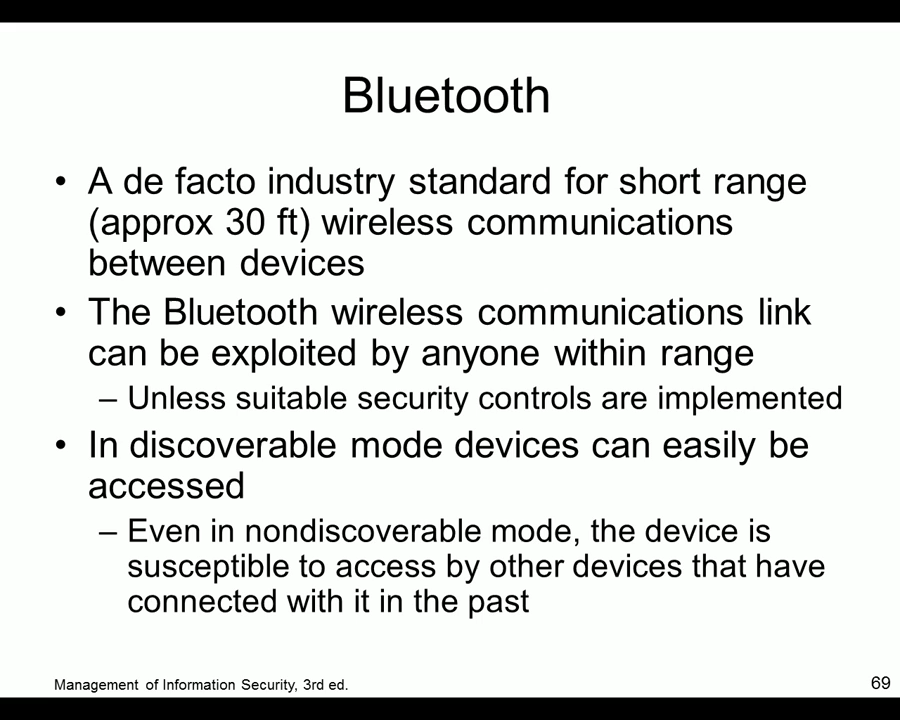 Bluetooth
• A de facto industry standard for short range
(approx 30 ft) wireless communications
between devices
• The Bluetooth wireless communications link
can be exploited by anyone within range
– Unless suitable security controls are implemented
• In discoverable mode devices can easily be
accessed
– Even in nondiscoverable mode, the device is
susceptible to access by other devices that have
connected with it in the past
Management of Information Security, 3rd ed.
69